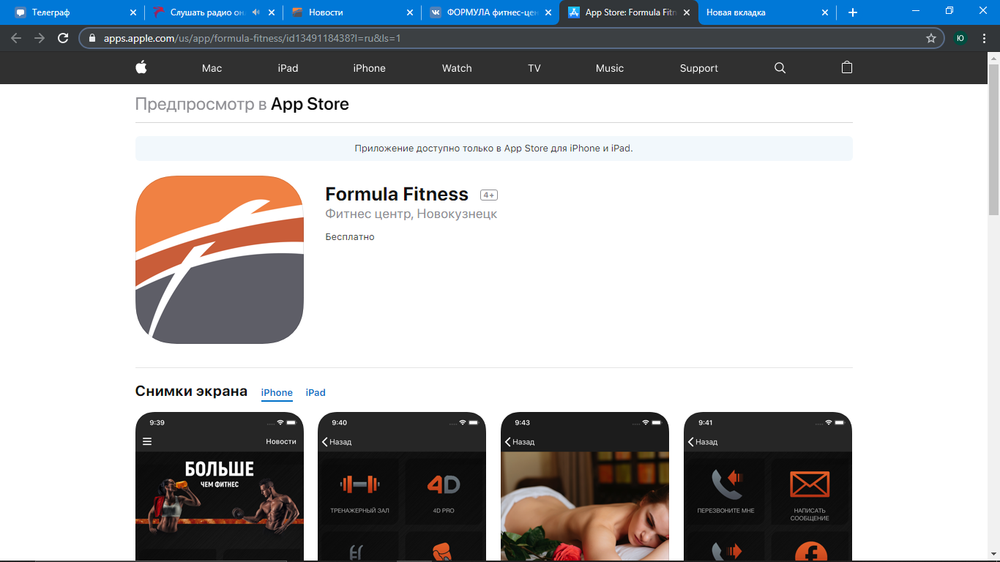 Телеграф
Слушать радио он
Новости
ФОРМУЛА фитнес-цен
App Store: Formula Fitn
Новая вкладка
apps.apple.com/us/app/formula-fitness/id1349118438?l=ru&ls=1
Ю
Mac
iPad
iPhone
Watch
TV
Music
Support
Предпросмотр в App Store
Приложение доступно только в App Store для iPhone и iPad.
Formula Fitness 4+
Фитнес центр, Новокузнецк
Бесплатно
Снимки экрана iPhone iPad
9:39
Новости
БОЛЬШЕ
ЧЕМ ФИТНЕС
9:40
Назад
4D
ТРЕНАЖЕРНЫЙ ЗАЛ
4D PRO
9:43
Назад
9:41
Назад
ПЕРЕЗВОНИТЕ МНЕ
НАПИСАТЬ
СООБЩЕНИЕ